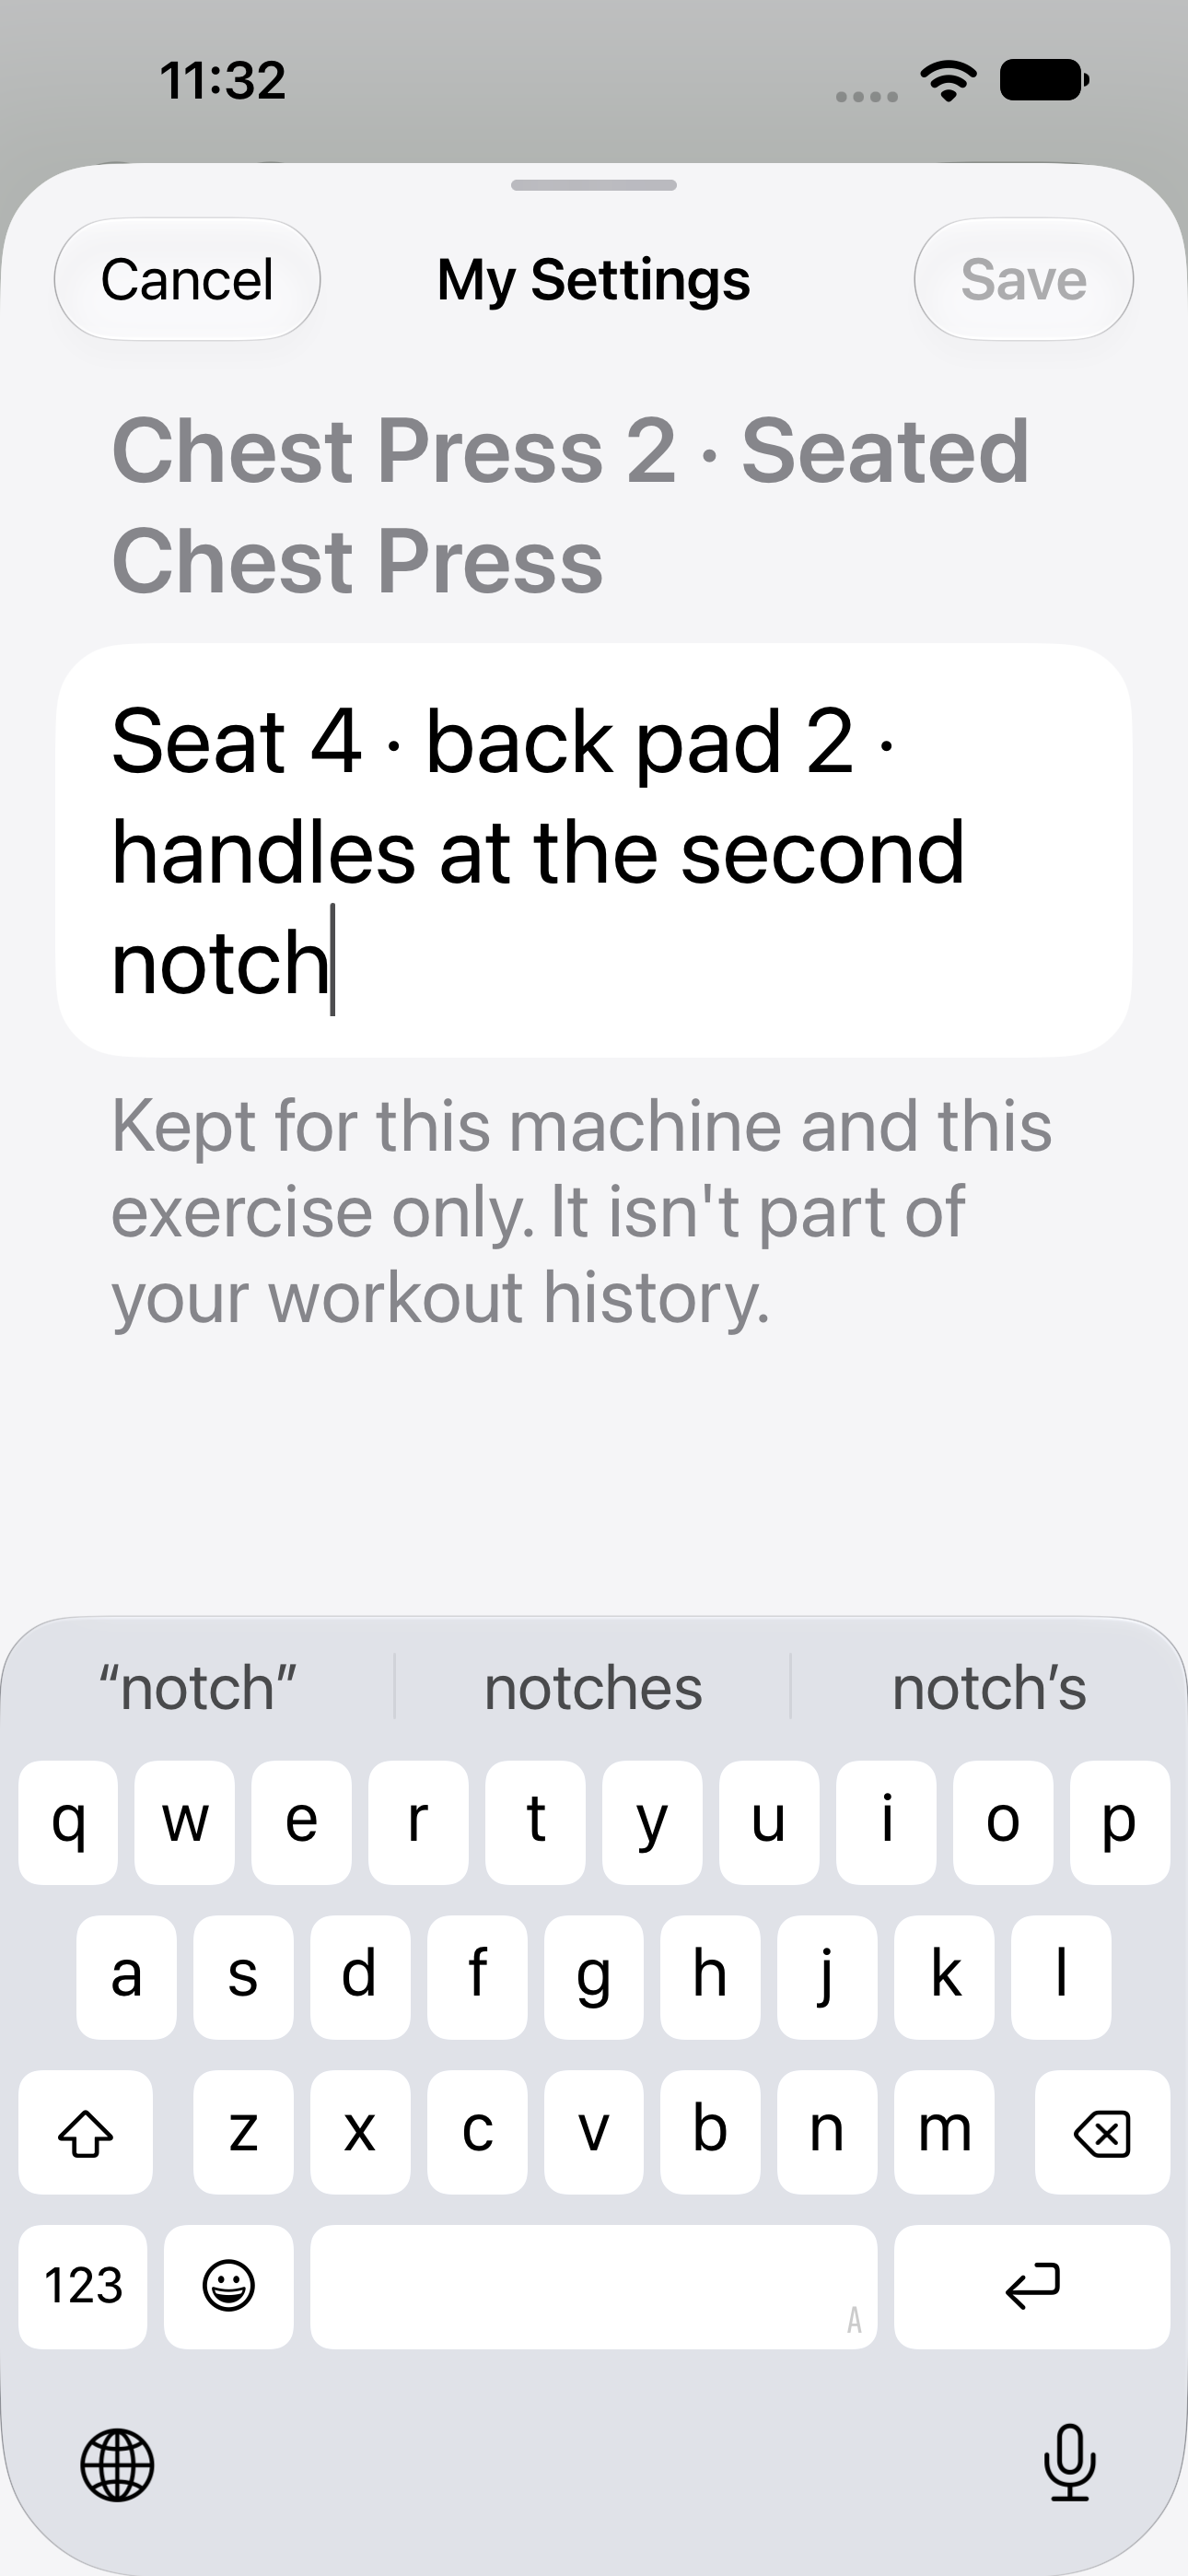 11:32
Cancel
My Settings
Save
Chest Press 2 · Seated
Chest Press
Seat 4 · back pad 2 ·
handles at the second
notch
Kept for this machine and this
exercise only. It isn't part of
your workout history.
“notch” notches notch’s
q w e r t y u i o p
a s d f g h j k l
z x c v b n m
123
A